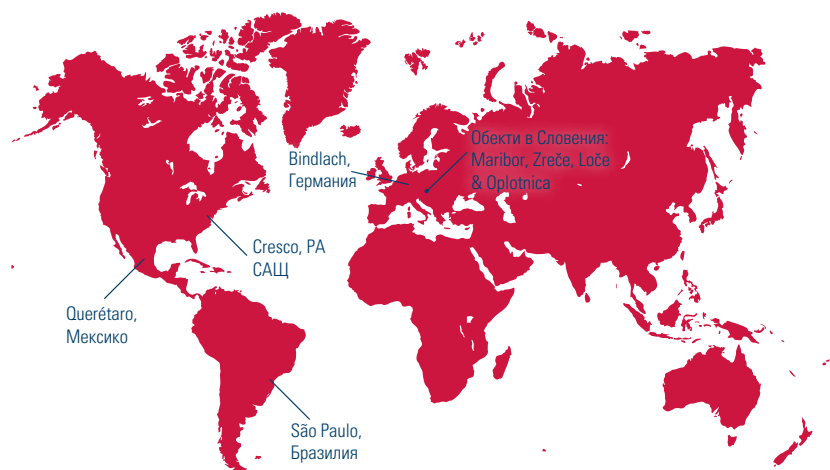 Обекти в Словения:
Maribor, Zreče, Loče
& Oplotnica
Bindlach,
Германия
Cresco, PA
САЩ
Querétaro,
Мексико
São Paulo,
Бразилия